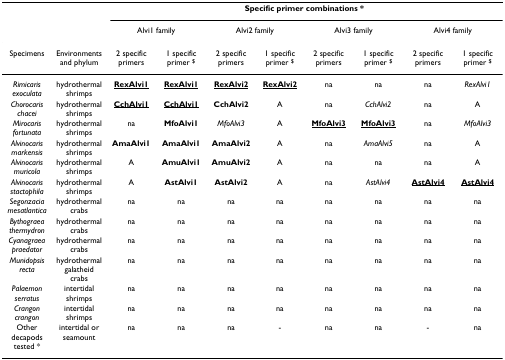 Specific primer combinations *
Alvi1 family Alvi2 family Alvi3 family Alvi4 family
Specimens Environments and phylum 2 specific primers 1 specific primer $ 2 specific primers 1 specific primer $ 2 specific primers 1 specific primer $ 2 specific primers 1 specific primer $
Rimicaris exoculata hydrothermal shrimps RexAlvi1 RexAlvi1 RexAlvi2 RexAlvi2 na na na RexAlvi1
Chorocaris chacei hydrothermal shrimps CchAlvi1 CchAlvi1 CchAlvi2 A na CchAlvi2 na A
Mirocaris fortunata hydrothermal shrimps na MfoAlvi1 MfoAlvi3 A MfoAlvi3 MfoAlvi3 na MfoAlvi3
Alvinocaris markensis hydrothermal shrimps AmaAlvi1 AmaAlvi1 AmaAlvi2 A na AmaAlvi5 na A
Alvinocaris muricola hydrothermal shrimps A AmuAlvi1 AmuAlvi2 A na na na A
Alvinocaris stactophila hydrothermal shrimps A AstAlvi1 AstAlvi2 A na AstAlvi4 AstAlvi4 AstAlvi4
Segonzacia mesatlantica hydrothermal crabs na na na na na na na na
Bythograea thermydron hydrothermal crabs na na na na na na na na
Cyanagraea praedator hydrothermal crabs na na na na na na na na
Munidopsis recta hydrothermal galatheid crabs na na na na na na na na
Palaemon serratus intertidal shrimps na na na na na na na na
Crangon crangon intertidal shrimps na na na na na na na na
Other decapods tested ° intertidal or seamount na na na - na na - na